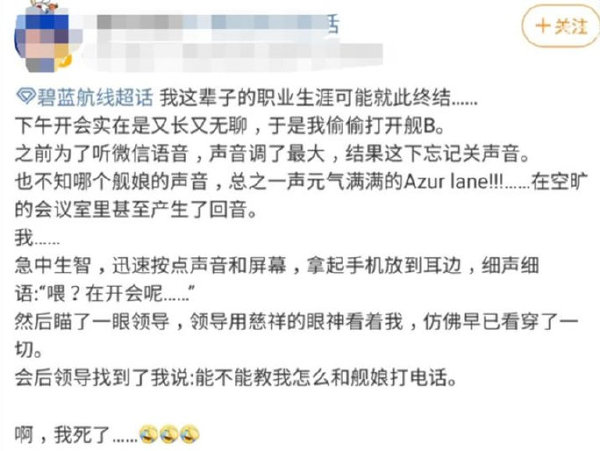 话
+关注
碧蓝航线超话 我这辈子的职业生涯可能就此终结……
下午开会实在是又长又无聊，于是我偷偷打开舰B。
之前为了听微信语音，声音调了最大，结果这下忘记关声音。
也不知哪个舰娘的声音，总之一声元气满满的Azur lane!!!……在空旷
的会议室里甚至产生了回音。
我……
急中生智，迅速按点声音和屏幕，拿起手机放到耳边，细声细
语:“喂？在开会呢……”
然后瞄了一眼领导，领导用慈祥的眼神看着我，仿佛早已看穿了一
切。
会后领导找到了我说:能不能教我怎么和舰娘打电话。
啊，我死了……